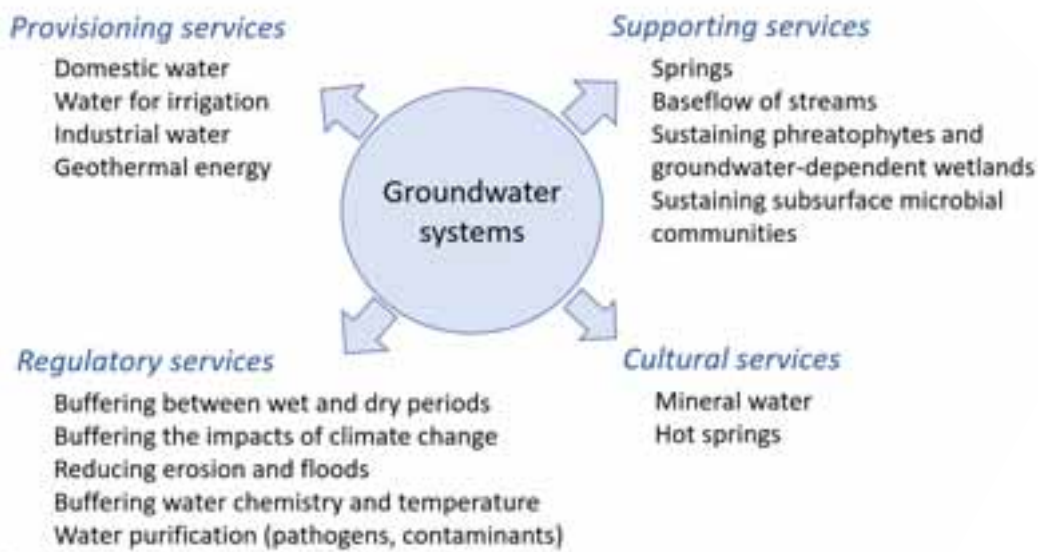 Provisioning services
Domestic water
Water for irrigation
Industrial water
Geothermal energy
Supporting services
Springs
Baseflow of streams
Sustaining phreatophytes and
groundwater-dependent wetlands
Sustaining subsurface microbial
communities
Groundwater
systems
Regulatory services
Buffering between wet and dry periods
Buffering the impacts of climate change
Reducing erosion and floods
Buffering water chemistry and temperature
Water purification (pathogens, contaminants)
Cultural services
Mineral water
Hot springs